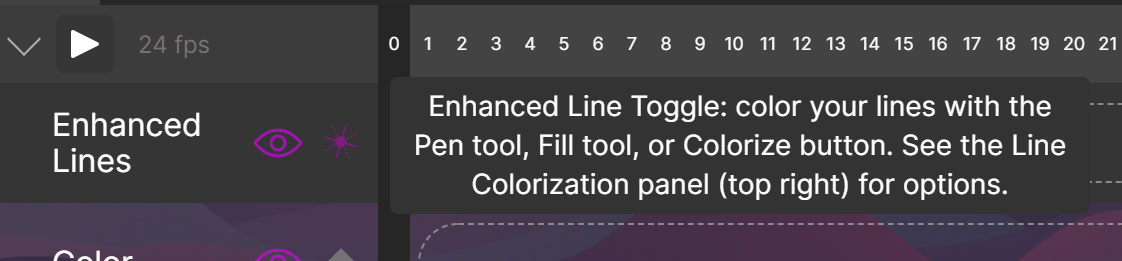 24 fps
0 1 2 3 4 5 6 7 8 9 10 11 12 13 14 15 16 17 18 19 20 21
Enhanced
Lines
Enhanced Line Toggle: color your lines with the
Pen tool, Fill tool, or Colorize button. See the Line
Colorization panel (top right) for options.
Color